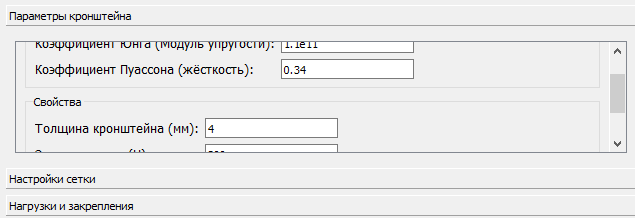 Параметры кронштейна
Коэффициент Юнга (Модуль упругости): 1.1e11
Коэффициент Пуассона (жёсткость): 0.34
Свойства
Толщина кронштейна (мм): 4
Настройки сетки
Нагрузки и закрепления